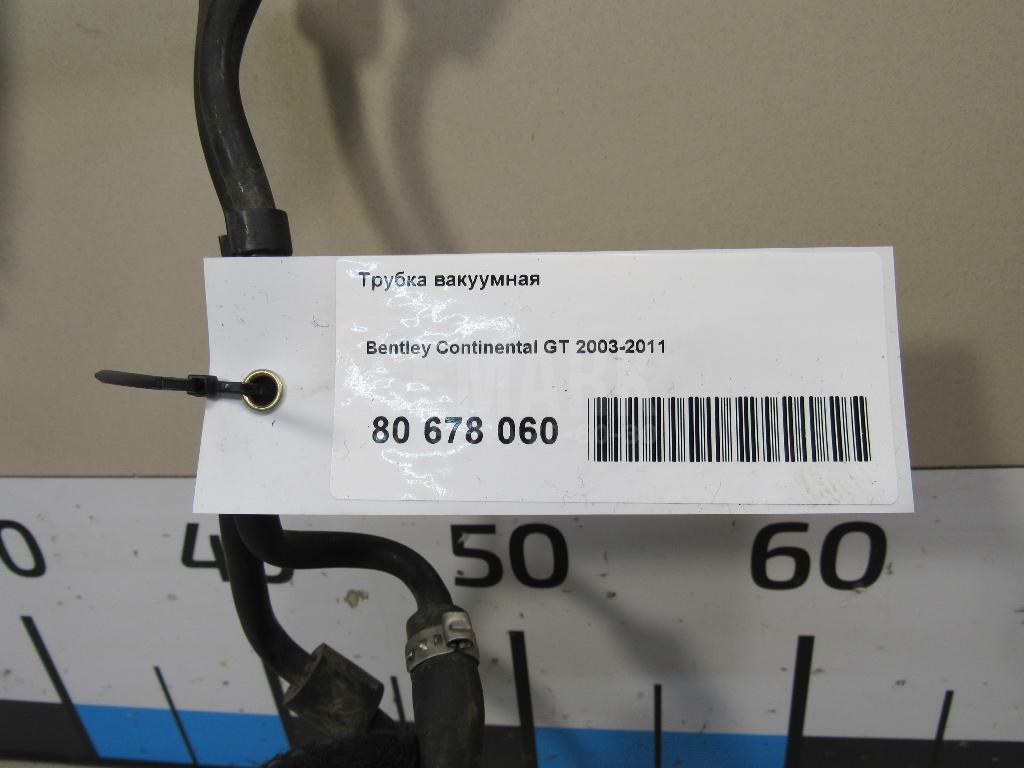 Трубка вакуумная
Bentley Continental GT 2003-2011
80 678 060
50
60